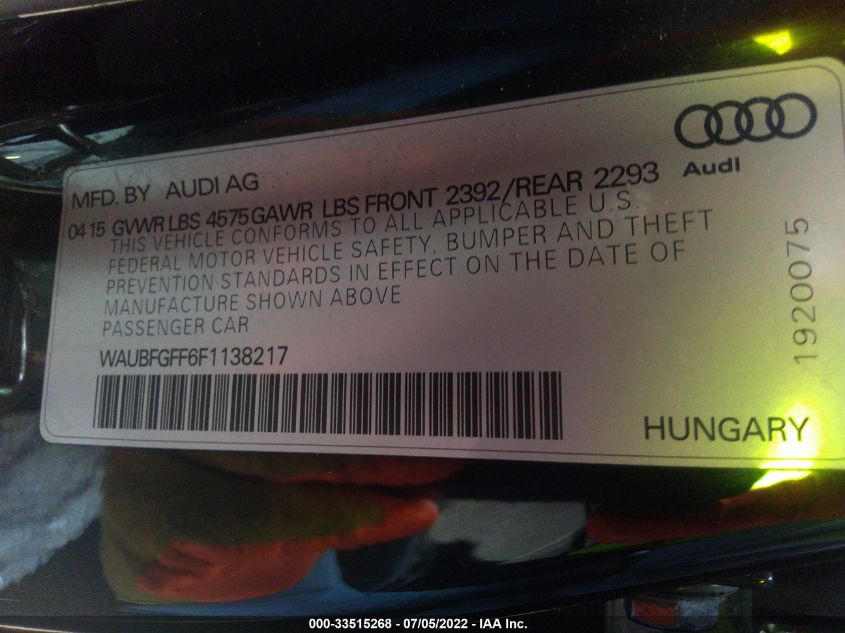 Audi
MFD. BY AUDI AG
04 15 GVWR LBS 4575 GAWR LBS FRONT 2392/REAR 2293
THIS VEHICLE CONFORMS TO ALL APPLICABLE U.S.
FEDERAL MOTOR VEHICLE SAFETY, BUMPER AND THEFT
PREVENTION STANDARDS IN EFFECT ON THE DATE OF
MANUFACTURE SHOWN ABOVE
PASSENGER CAR
WAUBFGFF6F1138217
HUNGARY
1920075
000-33515268 - 07/05/2022 - IAA Inc.